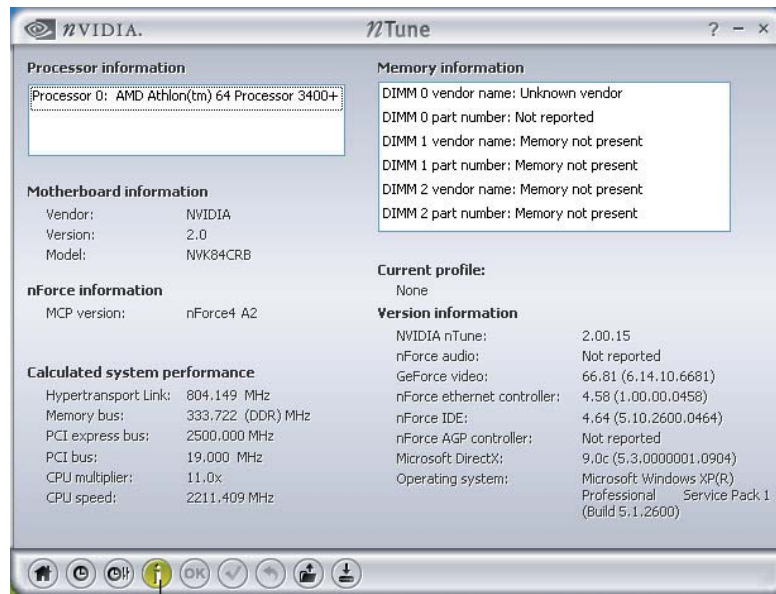 NVIDIA.
nTune
? - ×
Processor information
Processor 0: AMD Athlon(tm) 64 Processor 3400+
Motherboard information
Vendor: NVIDIA
Version: 2.0
Model: NVK84CRB
nForce information
MCP version: nForce4 A2
Calculated system performance
Hypertransport Link: 804.149 MHz
Memory bus: 333.722 (DDR) MHz
PCI express bus: 2500.000 MHz
PCI bus: 19.000 MHz
CPU multiplier: 11.0x
CPU speed: 2211.409 MHz
Memory information
DIMM 0 vendor name: Unknown vendor
DIMM 0 part number: Not reported
DIMM 1 vendor name: Memory not present
DIMM 1 part number: Memory not present
DIMM 2 vendor name: Memory not present
DIMM 2 part number: Memory not present
Current profile:
None
Version information
NVIDIA nTune: 2.00.15
nForce audio: Not reported
GeForce video: 66.81 (6.14.10.6681)
nForce ethernet controller: 4.58 (1.00.00.0458)
nForce IDE: 4.64 (5.10.2600.0464)
nForce AGP controller: Not reported
Microsoft DirectX: 9.0c (5.3.0000001.0904)
Operating system: Microsoft Windows XP(R)
Professional Service Pack 1
(Build 5.1.2600)
i
OK